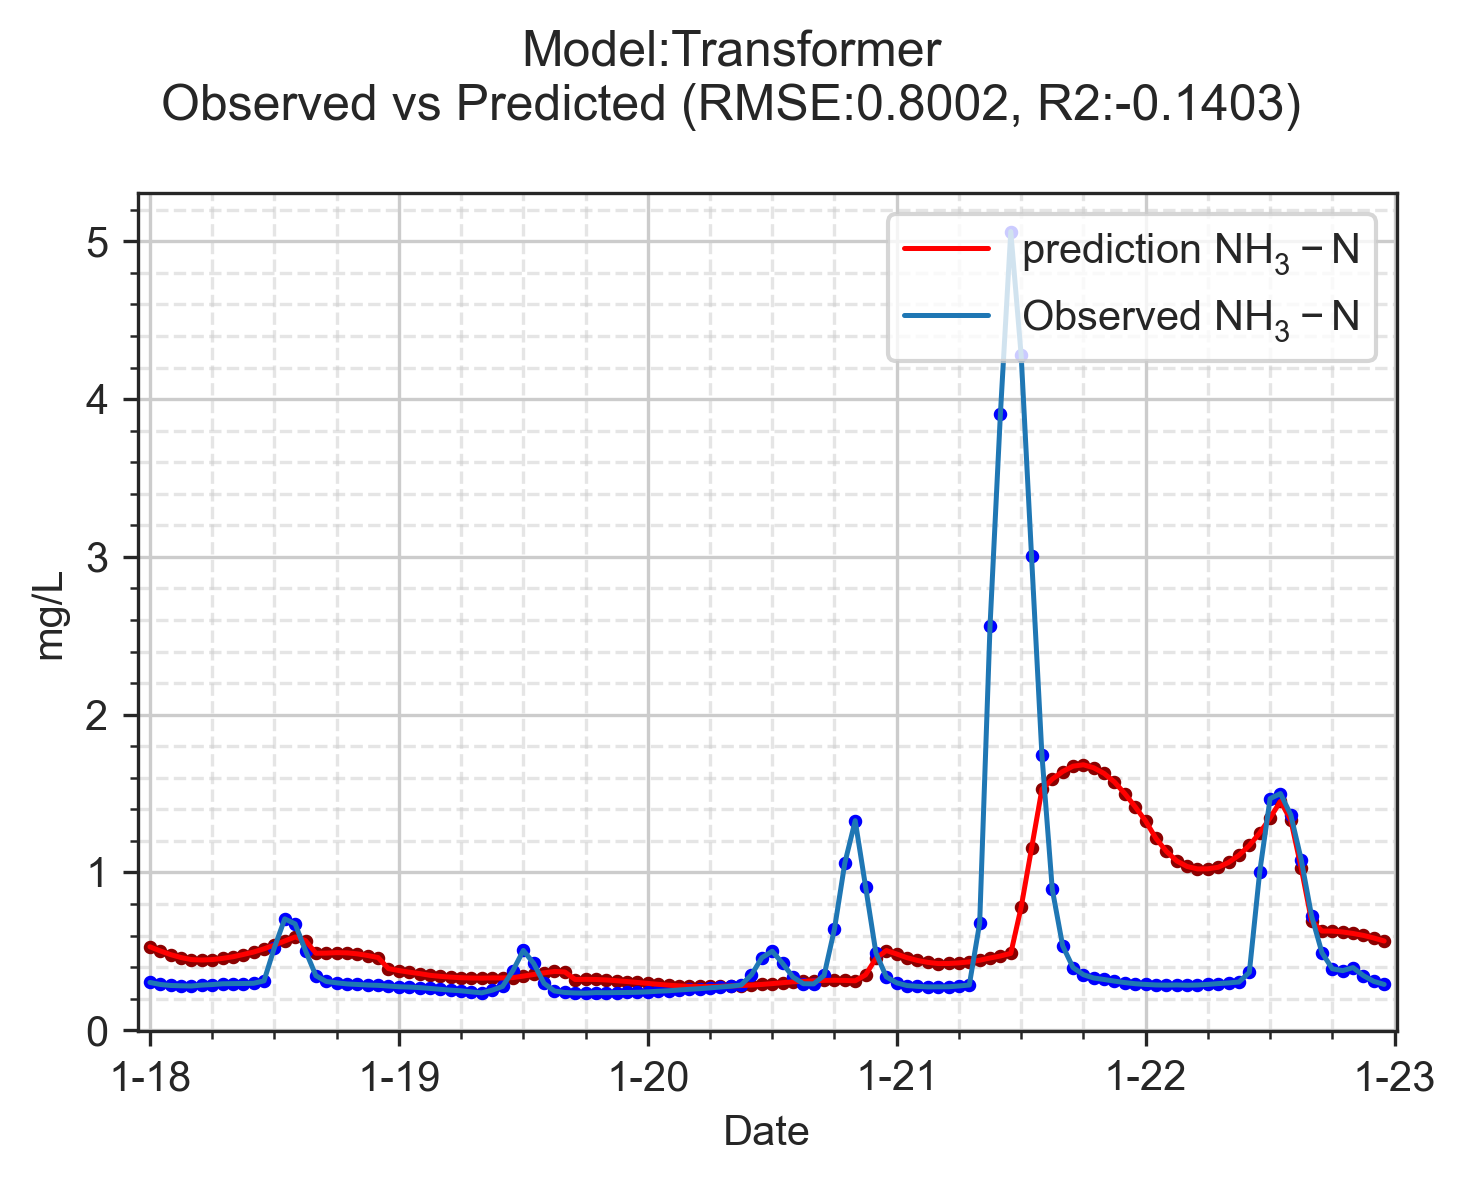 Model:Transformer
Observed vs Predicted (RMSE:0.8002, R2:-0.1403)
prediction NH₃ − N
Observed NH₃ − N
5
4
3
2
1
0
mg/L
1-18 1-19 1-20 1-21 1-22 1-23
Date